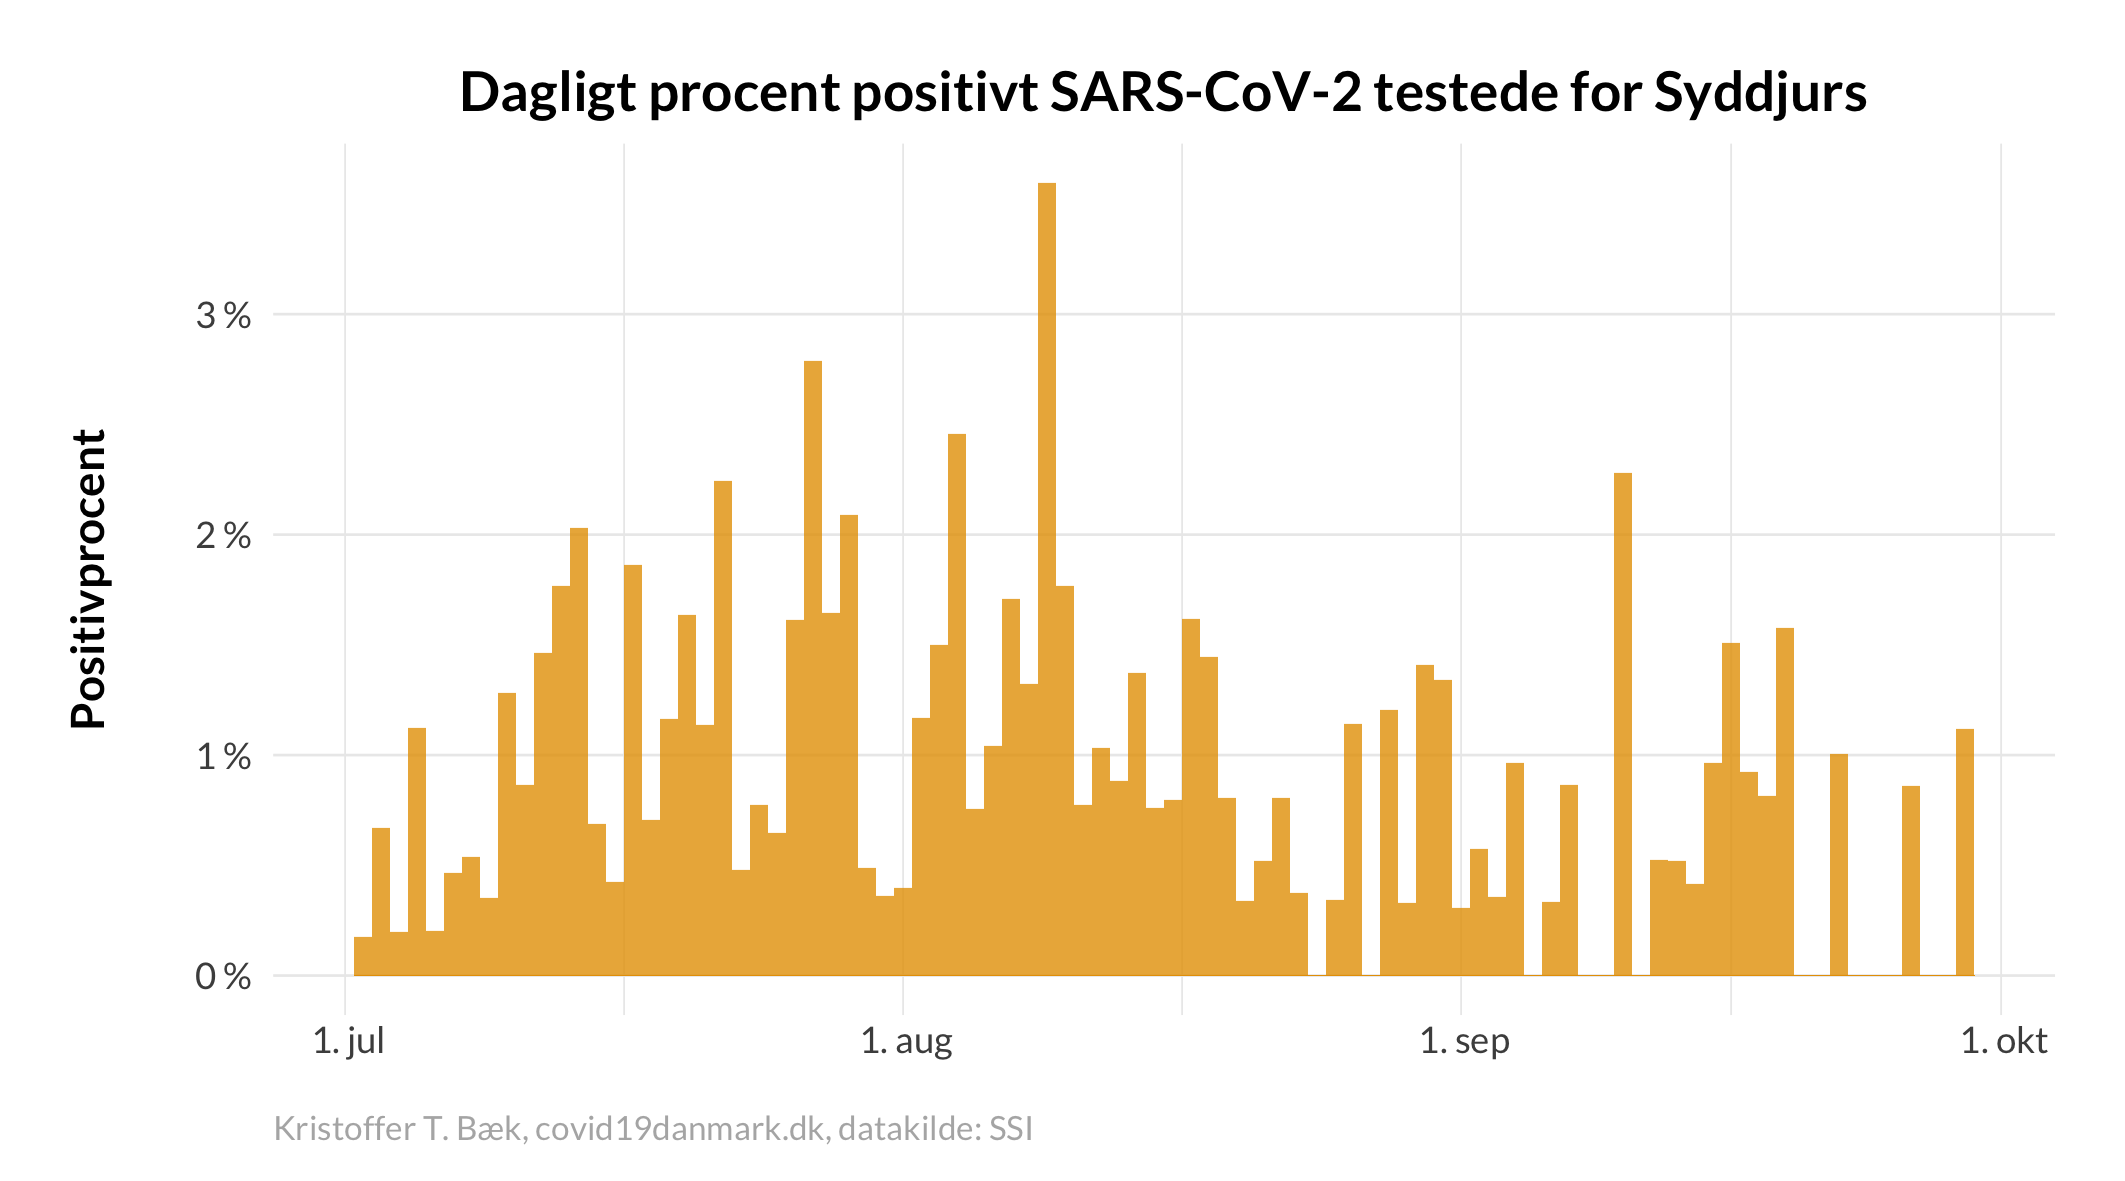 Dagligt procent positivt SARS-CoV-2 testede for Syddjurs
Positivprocent
3 %
2 %
1 %
0 %
1. jul
1. aug
1. sep
1. okt
Kristoffer T. Bæk, covid19danmark.dk, datakilde: SSI